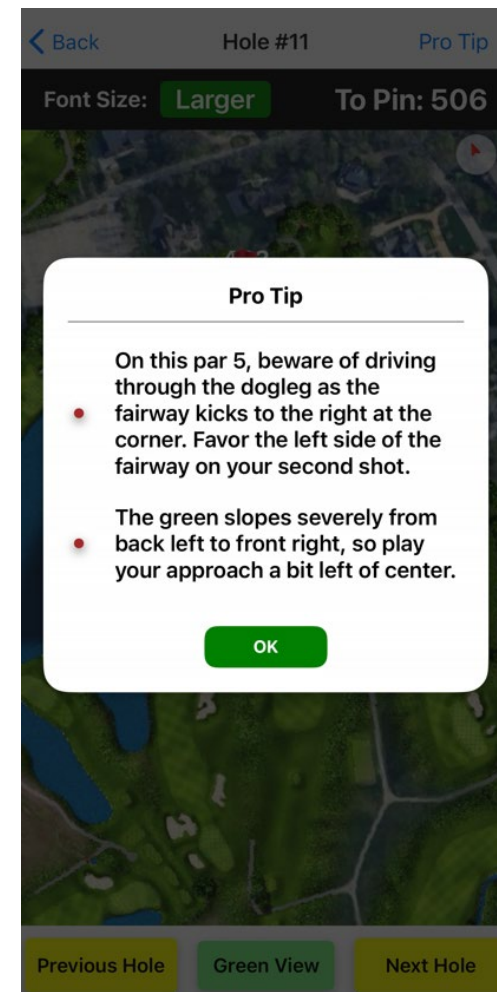 Back
Hole #11
Pro Tip
Font Size:
Larger
To Pin: 506
Pro Tip
On this par 5, beware of driving
through the dogleg as the
fairway kicks to the right at the
corner. Favor the left side of the
fairway on your second shot.
The green slopes severely from
back left to front right, so play
your approach a bit left of center.
OK
Previous Hole
Green View
Next Hole